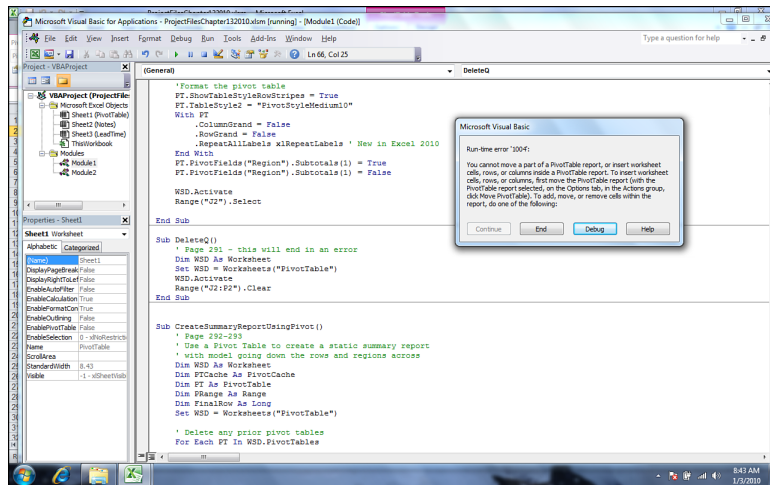 ProjectFilesChapter132010.xlsm - Microsoft Excel
Microsoft Visual Basic for Applications - ProjectFilesChapter132010.xlsm [running] - [Module1 (Code)]
File Edit View Insert Format Debug Run Tools Add-Ins Window Help
Type a question for help
Ln 66, Col 25
Project - VBAProject
VBAProject (ProjectFile
Microsoft Excel Objects
Sheet1 (PivotTable)
Sheet2 (Notes)
Sheet3 (LeadTime)
ThisWorkbook
Modules
Module1
Module2
Properties - Sheet1
Sheet1 Worksheet
Alphabetic Categorized
(Name) Sheet1
DisplayPageBreak False
DisplayRightToLef False
EnableAutoFilter False
EnableCalculation True
EnableFormatCon True
EnableOutlining False
EnablePivotTable False
EnableSelection 0 - xlNoRestricti
Name PivotTable
ScrollArea
StandardWidth 8.43
Visible -1 - xlSheetVisib
(General) DeleteQ
'Format the pivot table
PT.ShowTableStyleRowStripes = True
PT.TableStyle2 = "PivotStyleMedium10"
With PT
.ColumnGrand = False
.RowGrand = False
.RepeatAllLabels xlRepeatLabels ' New in Excel 2010
End With
PT.PivotFields("Region").Subtotals(1) = True
PT.PivotFields("Region").Subtotals(1) = False
WSD.Activate
Range("J2").Select
End Sub
Sub DeleteQ()
' Page 291 - this will end in an error
Dim WSD As Worksheet
Set WSD = Worksheets("PivotTable")
WSD.Activate
Range("J2:P2").Clear
End Sub
Sub CreateSummaryReportUsingPivot()
' Page 292-293
' Use a Pivot Table to create a static summary report
' with model going down the rows and regions across
Dim WSD As Worksheet
Dim PTCache As PivotCache
Dim PT As PivotTable
Dim PRange As Range
Dim FinalRow As Long
Set WSD = Worksheets("PivotTable")
' Delete any prior pivot tables
For Each PT In WSD.PivotTables
Microsoft Visual Basic
Run-time error '1004':
You cannot move a part of a PivotTable report, or insert worksheet
cells, rows, or columns inside a PivotTable report. To insert worksheet
cells, rows, or columns, first move the PivotTable report (with the
PivotTable report selected, on the Options tab, in the Actions group,
click Move PivotTable). To add, move, or remove cells within the
report, do one of the following:
Continue End Debug Help
8:43 AM
1/3/2010